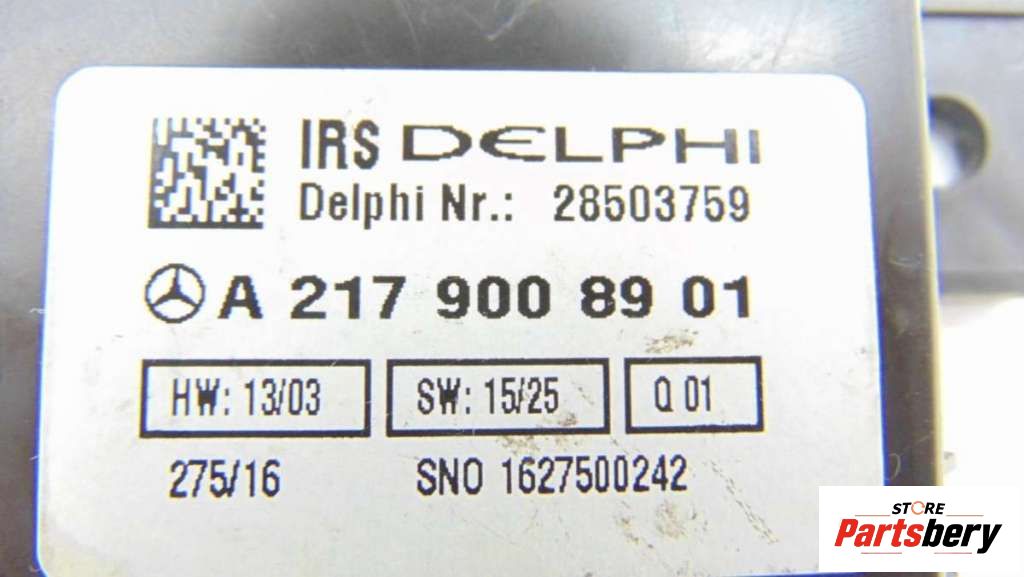 IRS DELPHI
Delphi Nr.: 28503759
A 217 900 89 01
HW: 13/03 SW: 15/25 Q 01
275/16 SNO 1627500242
STORE
Partsbery